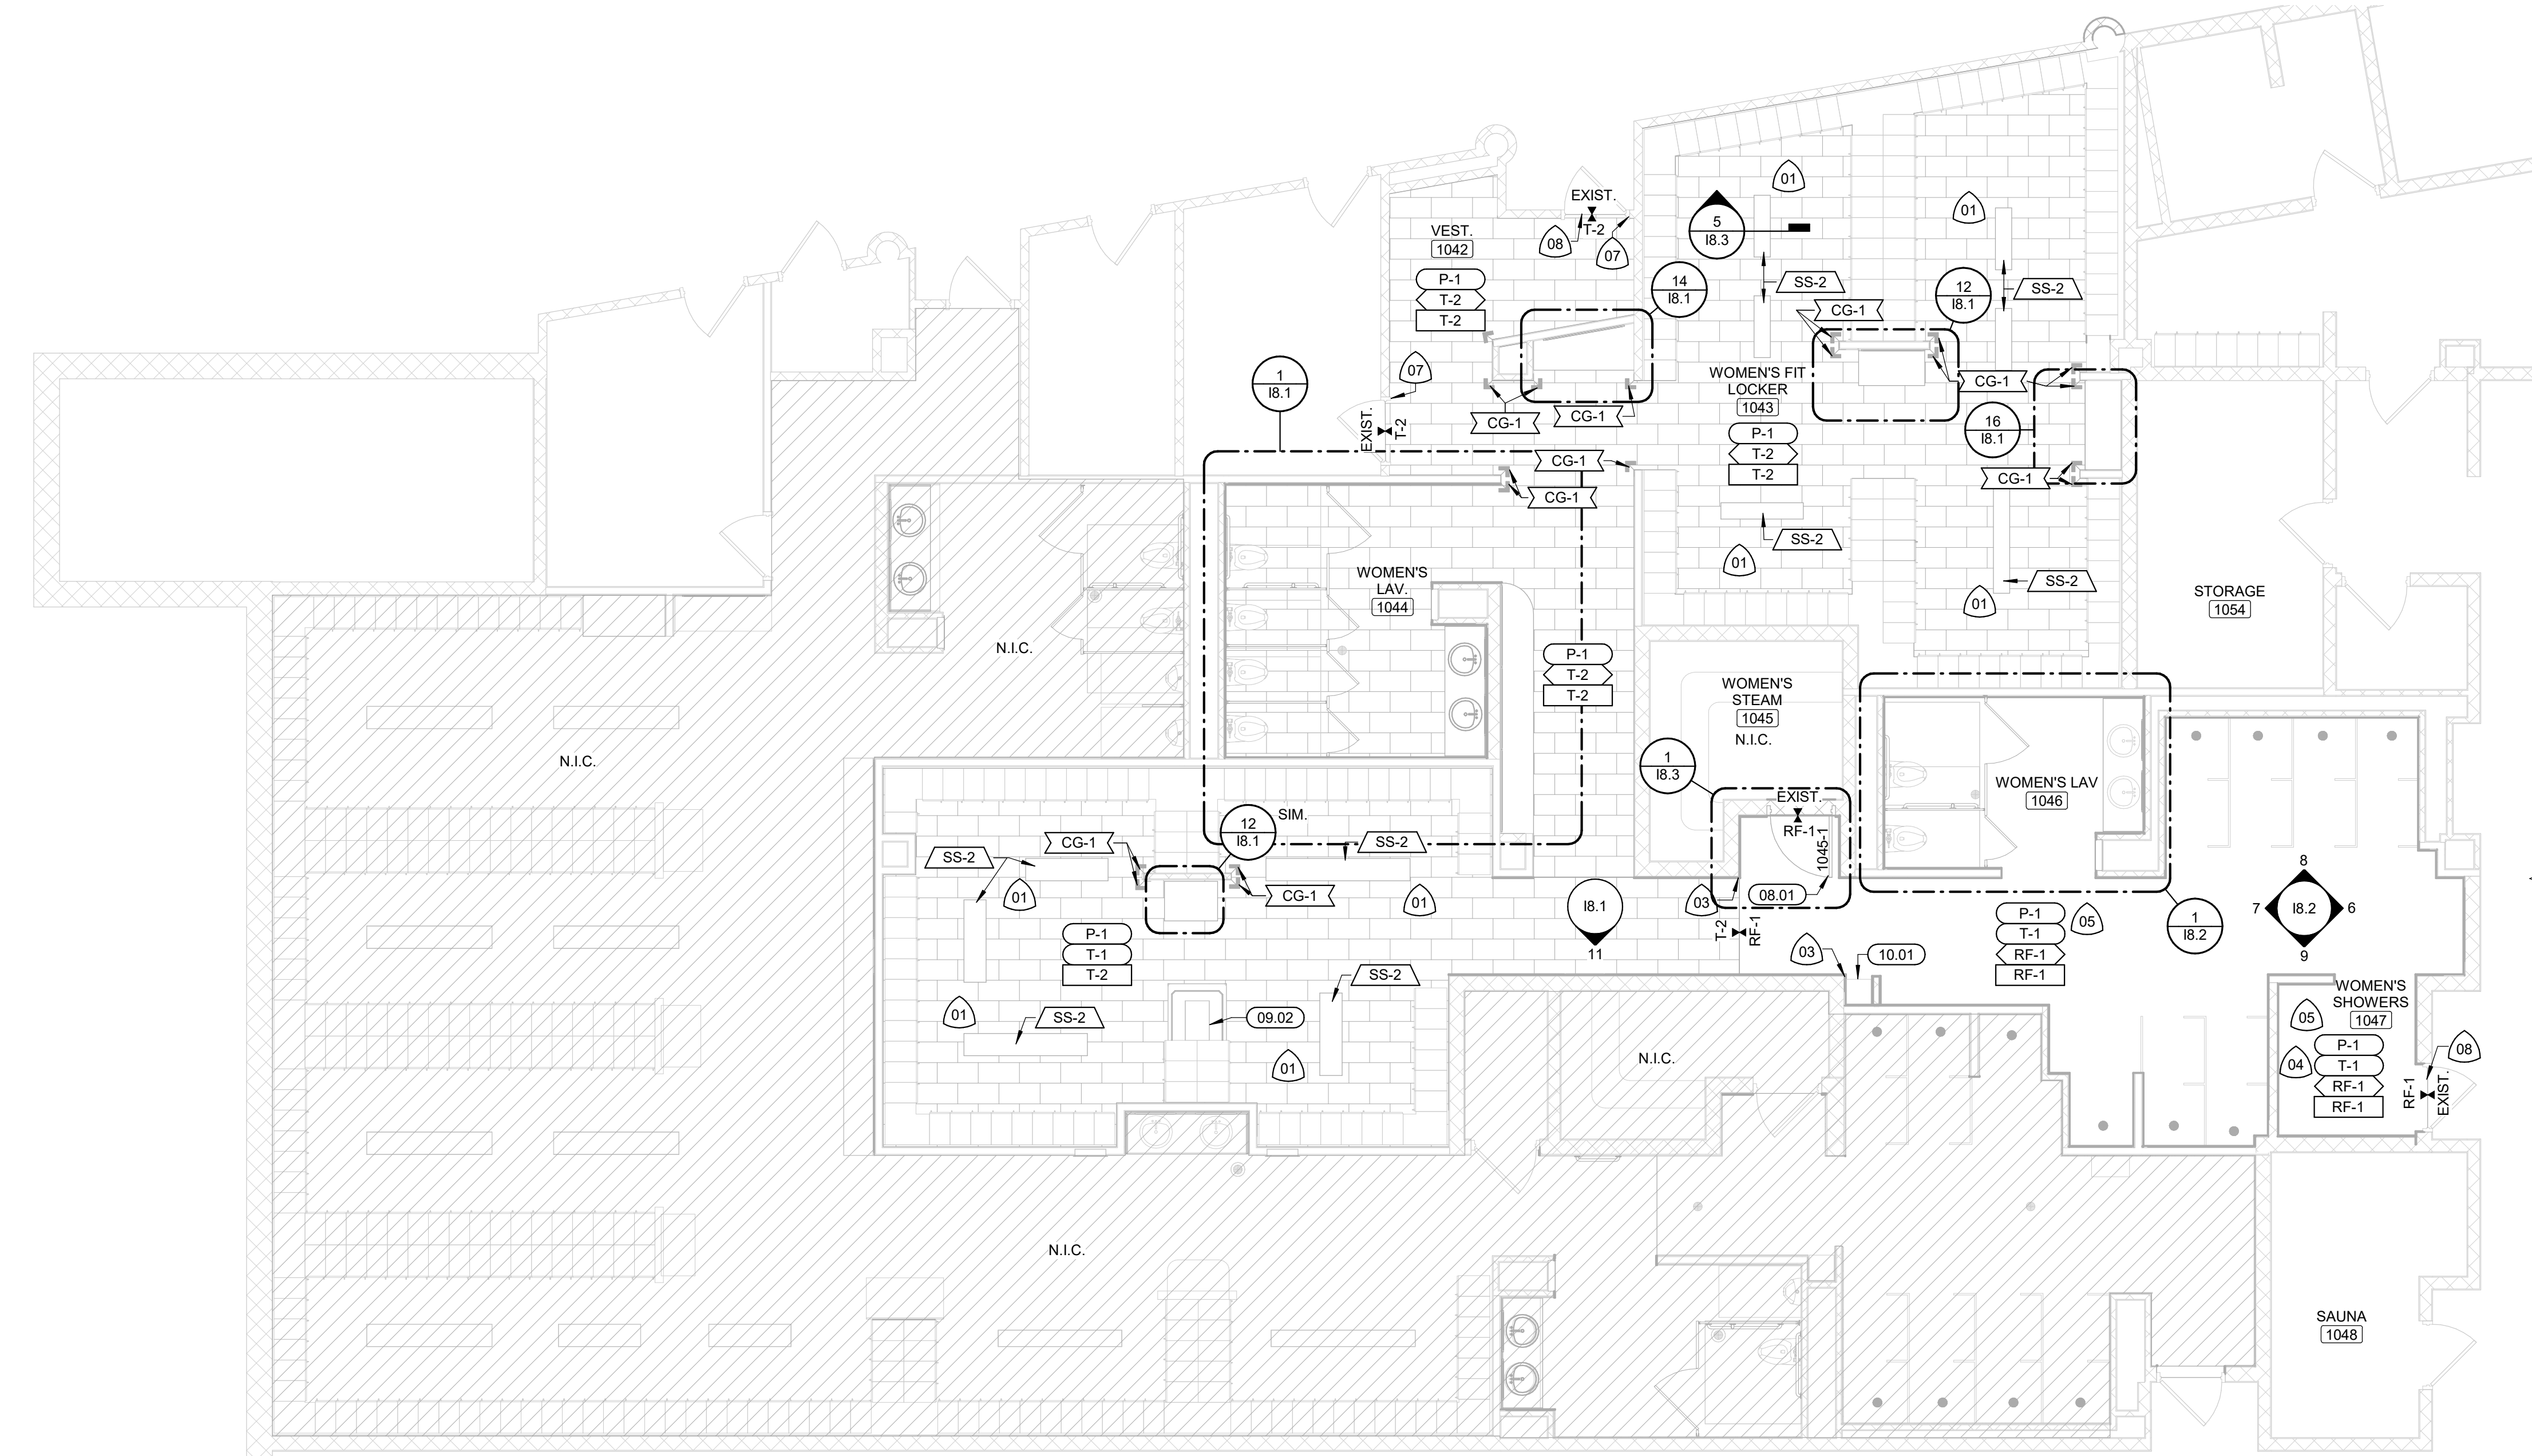 EXIST.
T-2
08
07
VEST.
1042
P-1
T-2
T-2
07
EXIST.
T-2
01
5
I8.3
01
SS-2
SS-2
14
I8.1
12
I8.1
CG-1
1
I8.1
WOMEN'S FIT
LOCKER
1043
P-1
T-2
T-2
CG-1
CG-1
CG-1
16
I8.1
CG-1
CG-1
CG-1
SS-2
01
SS-2
01
WOMEN'S
LAV.
1044
P-1
T-2
T-2
STORAGE
1054
N.I.C.
N.I.C.
WOMEN'S
STEAM
1045
N.I.C.
1
I8.3
EXIST.
RF-1
1045-1
08.01
03
T-2
RF-1
WOMEN'S LAV
1046
1
I8.2
12
I8.1
SIM.
SS-2
CG-1
SS-2
01
CG-1
01
I8.1
11
P-1
T-1
T-2
P-1
T-1
RF-1
RF-1
05
8
7
I8.2
6
9
03
10.01
SS-2
01
SS-2
09.02
01
WOMEN'S
SHOWERS
1047
05
04
P-1
T-1
RF-1
RF-1
08
RF-1
EXIST.
N.I.C.
N.I.C.
SAUNA
1048